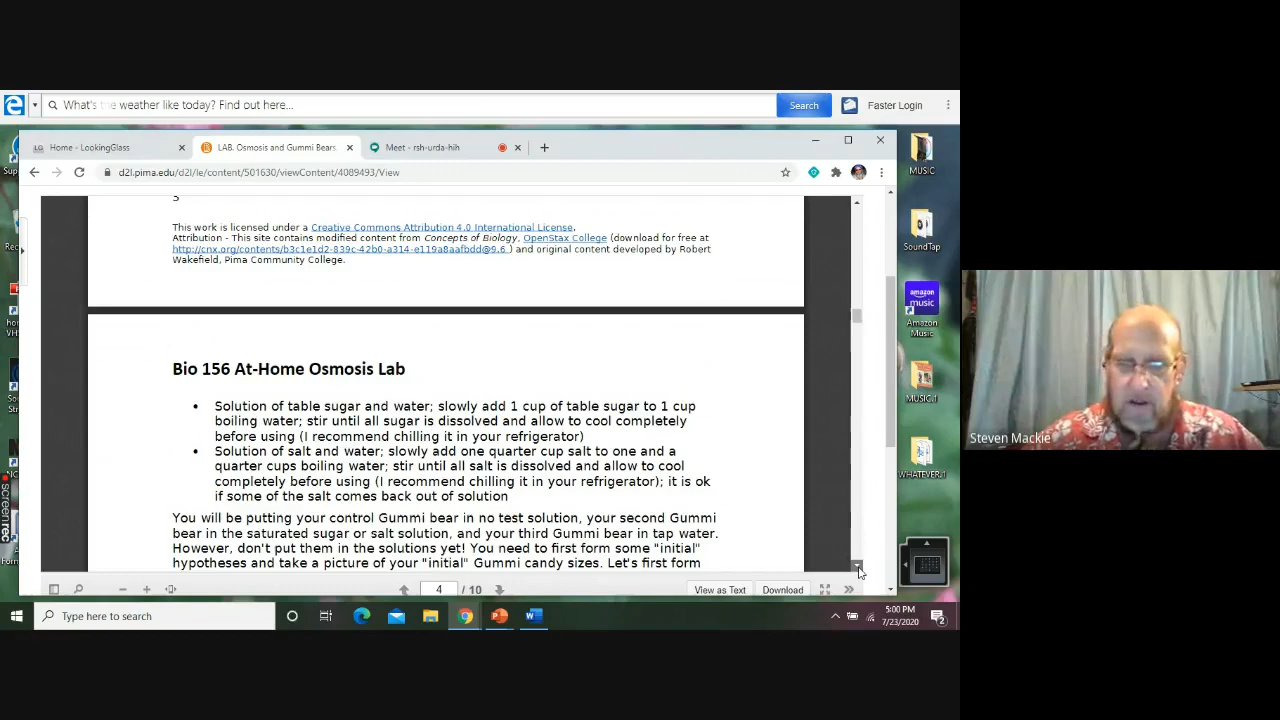 What's the weather like today? Find out here...
Search
Faster Login
Home - LookingGlass
LAB. Osmosis and Gummi Bears.
Meet - rsh-urda-hih
d2l.pima.edu/d2l/le/content/501630/viewContent/4089493/View
This work is licensed under a Creative Commons Attribution 4.0 International License.
Attribution - This site contains modified content from Concepts of Biology, OpenStax College (download for free at
http://cnx.org/contents/b3c1e1d2-839c-42b0-a314-e119a8aafbdd@9.6 ) and original content developed by Robert
Wakefield, Pima Community College.
Bio 156 At-Home Osmosis Lab
• Solution of table sugar and water; slowly add 1 cup of table sugar to 1 cup
boiling water; stir until all sugar is dissolved and allow to cool completely
before using (I recommend chilling it in your refrigerator)
• Solution of salt and water; slowly add one quarter cup salt to one and a
quarter cups boiling water; stir until all salt is dissolved and allow to cool
completely before using (I recommend chilling it in your refrigerator); it is ok
if some of the salt comes back out of solution
You will be putting your control Gummi bear in no test solution, your second Gummi
bear in the saturated sugar or salt solution, and your third Gummi bear in tap water.
However, don't put them in the solutions yet! You need to first form some "initial"
hypotheses and take a picture of your "initial" Gummi candy sizes. Let's first form
4 / 10
View as Text
Download
Type here to search
5:00 PM
7/23/2020
2
MUSIC
SoundTap
amazon
music
Amazon
Music
MUSIC.1
WHATEVER.1
screenrec
Steven Mackie